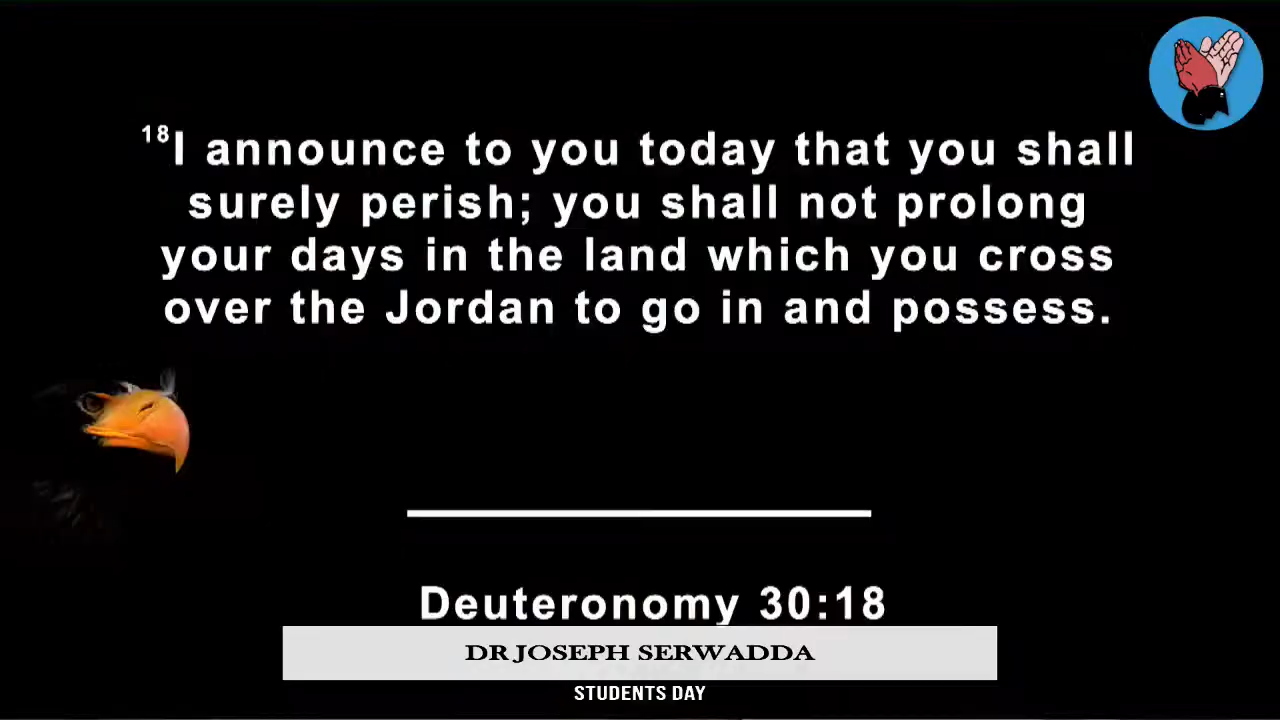 18I announce to you today that you shall
surely perish; you shall not prolong
your days in the land which you cross
over the Jordan to go in and possess.
Deuteronomy 30:18
DR JOSEPH SERWADDA
STUDENTS DAY